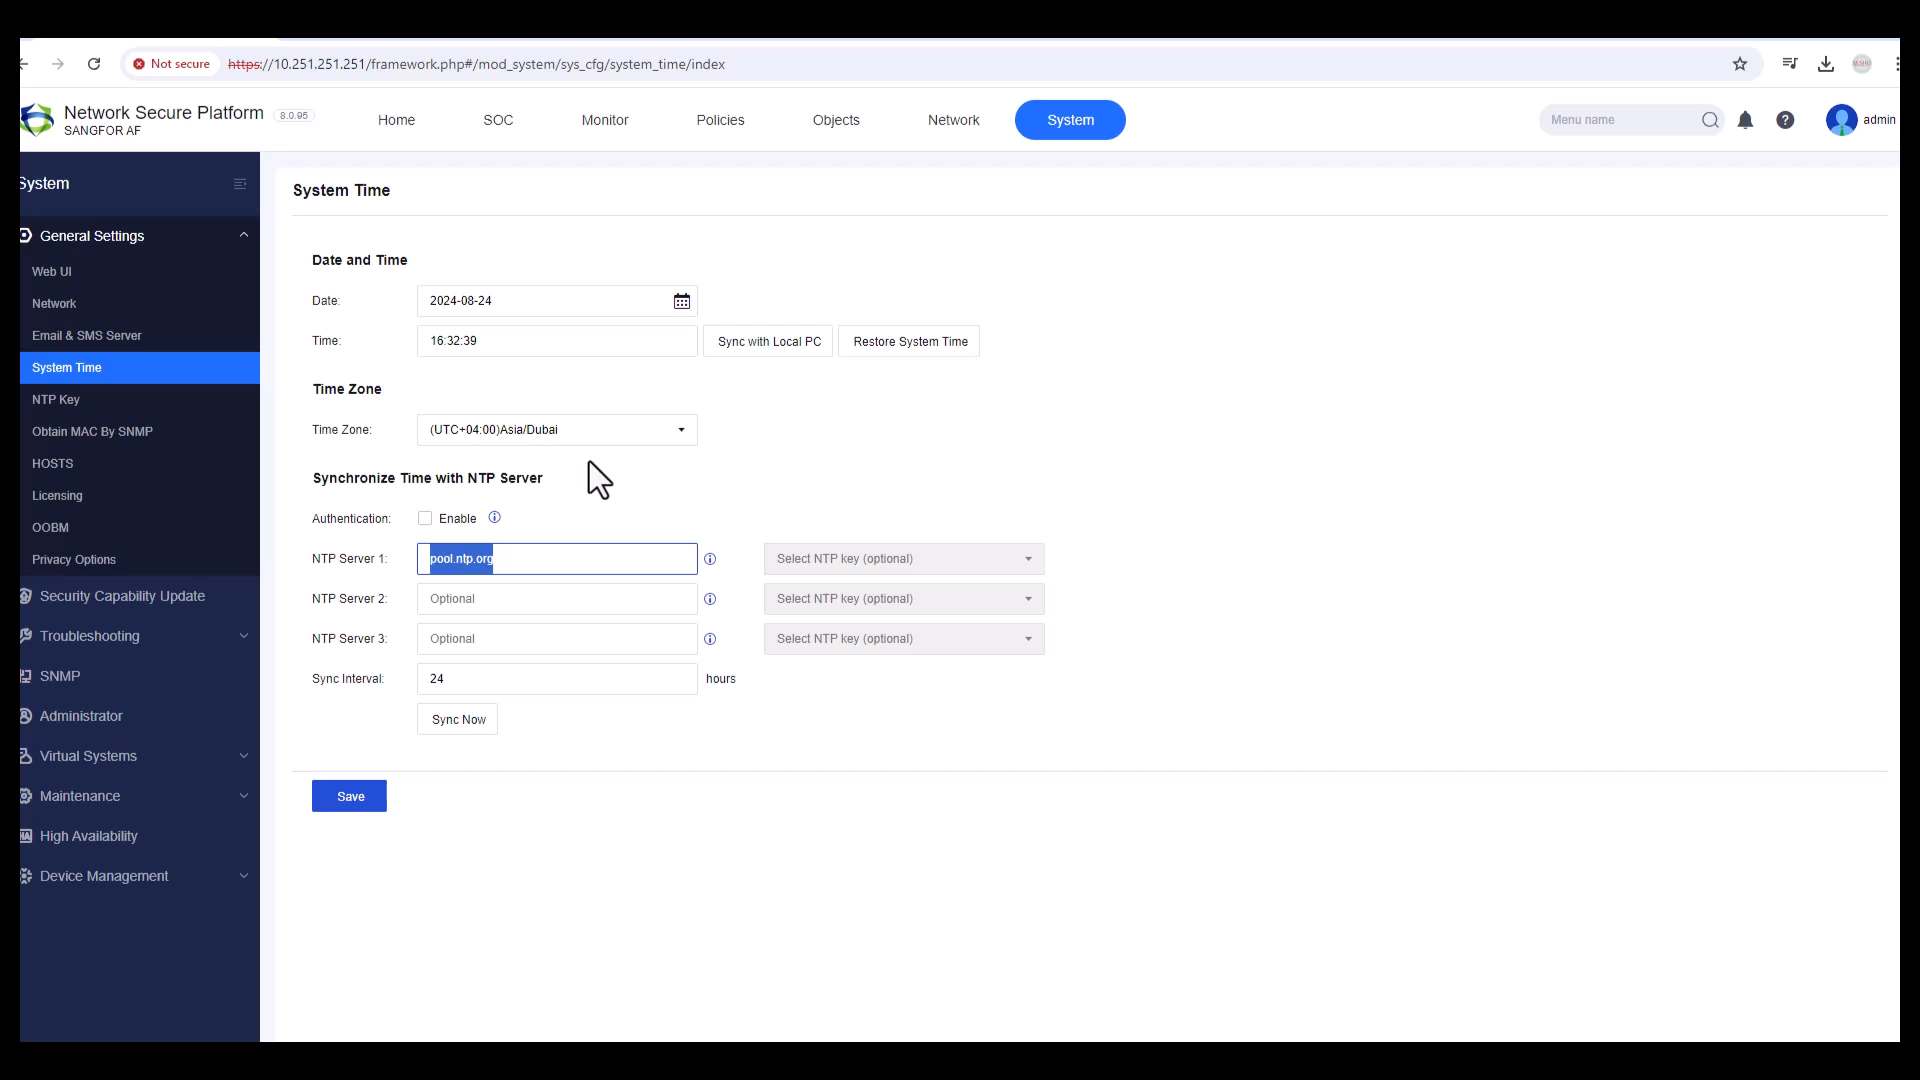 Not secure https://10.251.251.251/framework.php#/mod_system/sys_cfg/system_time/index
Network Secure Platform 8.0.95
SANGFOR AF
Home SOC Monitor Policies Objects Network System
Menu name
admin
System
General Settings
Web UI
Network
Email & SMS Server
System Time
NTP Key
Obtain MAC By SNMP
HOSTS
Licensing
OOBM
Privacy Options
Security Capability Update
Troubleshooting
SNMP
Administrator
Virtual Systems
Maintenance
High Availability
Device Management
System Time
Date and Time
Date: 2024-08-24
Time: 16:32:39 Sync with Local PC Restore System Time
Time Zone
Time Zone: (UTC+04:00)Asia/Dubai
Synchronize Time with NTP Server
Authentication: Enable
NTP Server 1: pool.ntp.org Select NTP key (optional)
NTP Server 2: Optional Select NTP key (optional)
NTP Server 3: Optional Select NTP key (optional)
Sync Interval: 24 hours
Sync Now
Save